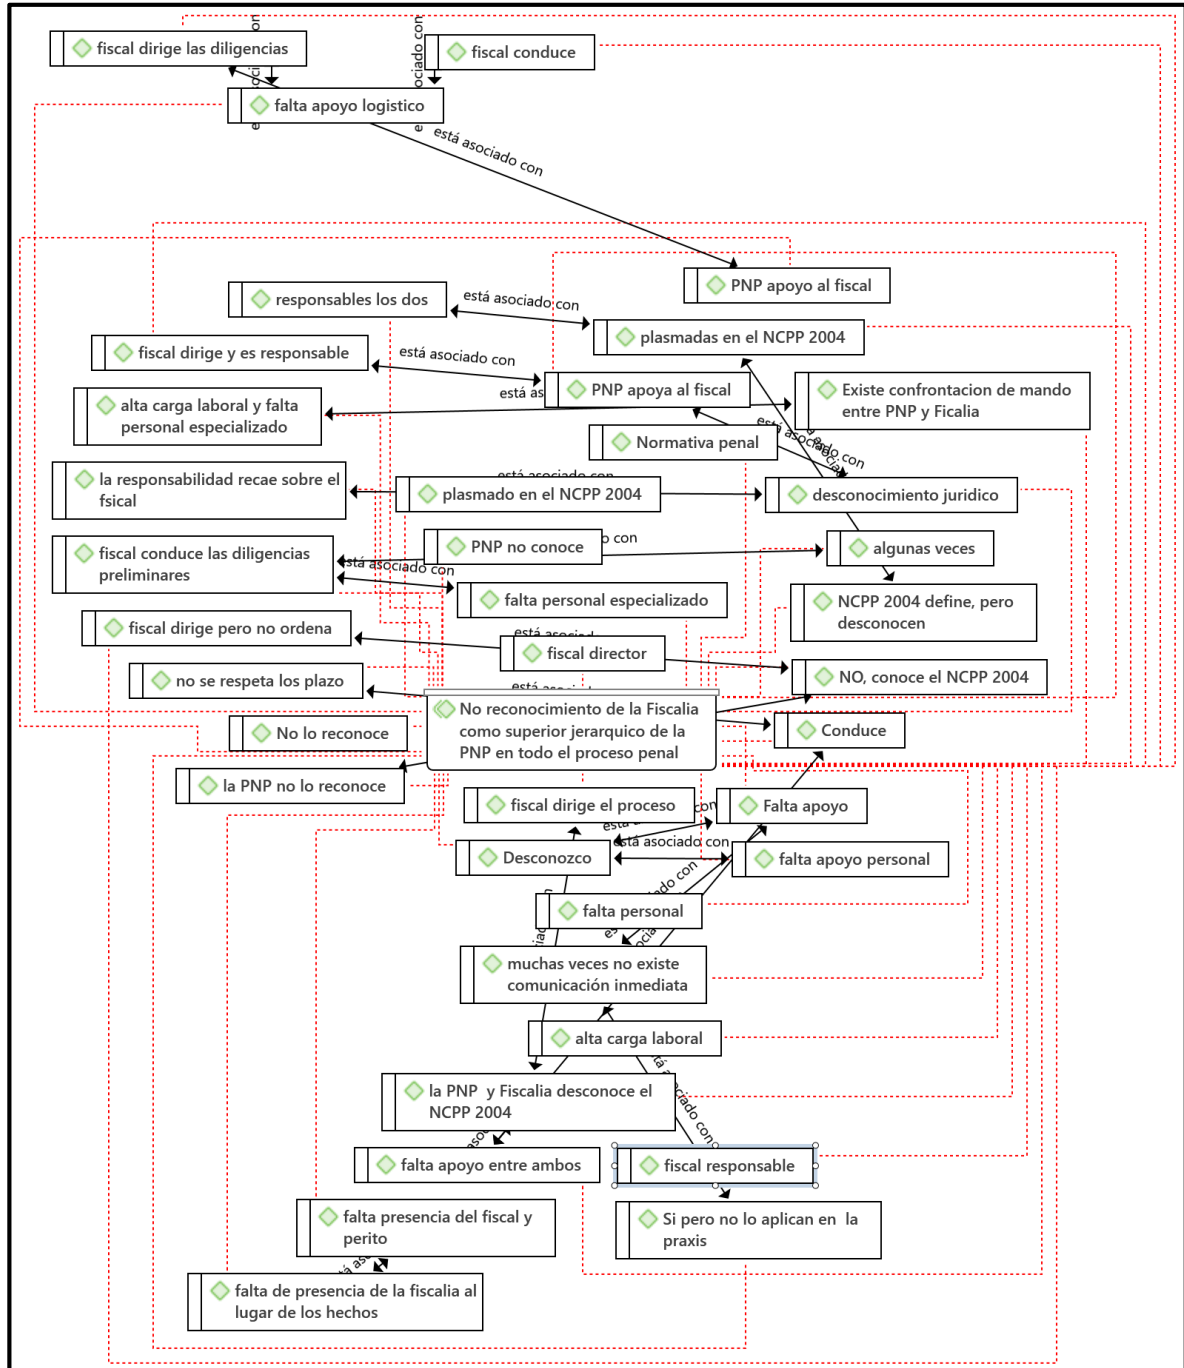 fiscal dirige las diligencias
fiscal conduce
falta apoyo logistico
está asociado con
PNP apoyo al fiscal
responsables los dos
está asociado con
plasmadas en el NCPP 2004
fiscal dirige y es responsable
está asociado con
PNP apoya al fiscal
Existe confrontacion de mando
entre PNP y Ficalia
alta carga laboral y falta
personal especializado
Normativa penal
la responsabilidad recae sobre el
fsical
está asociado con
plasmado en el NCPP 2004
desconocimiento juridico
fiscal conduce las diligencias
preliminares
PNP no conoce
algunas veces
está asociado con
falta personal especializado
NCPP 2004 define, pero
desconocen
fiscal dirige pero no ordena
fiscal director
NO, conoce el NCPP 2004
no se respeta los plazo
No reconocimiento de la Fiscalia
como superior jerarquico de la
PNP en todo el proceso penal
No lo reconoce
Conduce
la PNP no lo reconoce
fiscal dirige el proceso
Falta apoyo
está asociado con
Desconozco
falta apoyo personal
falta personal
muchas veces no existe
comunicación inmediata
alta carga laboral
la PNP y Fiscalia desconoce el
NCPP 2004
falta apoyo entre ambos
fiscal responsable
falta presencia del fiscal y
perito
Si pero no lo aplican en la
praxis
falta de presencia de la fiscalia al
lugar de los hechos